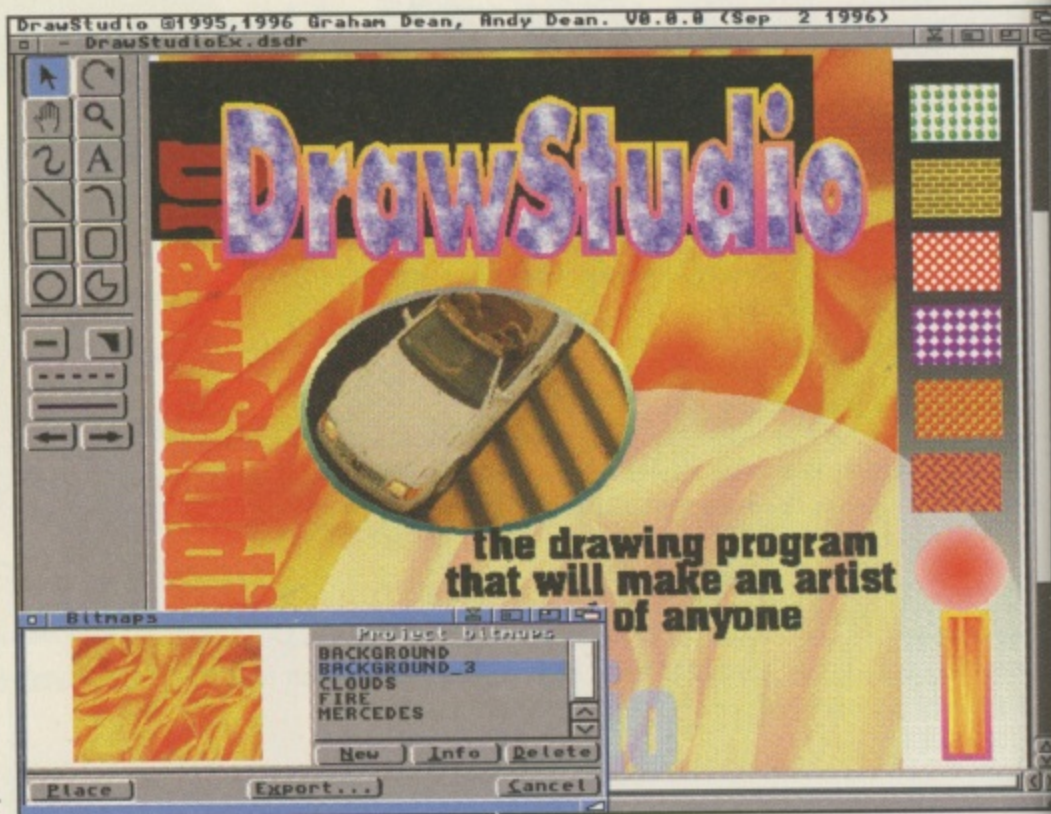 DrawStudio ©1995,1996 Graham Dean, Andy Dean. V0.0.0 (Sep 2 1996)
DrawStudioEx.dsdr
A
DrawStudio
DrawStudio
the drawing program
that will make an artist
of anyone
dio
Bitmaps
Project bitmaps
BACKGROUND
BACKGROUND_3
CLOUDS
FIRE
MERCEDES
New
Info
Delete
Place
Export...
Cancel